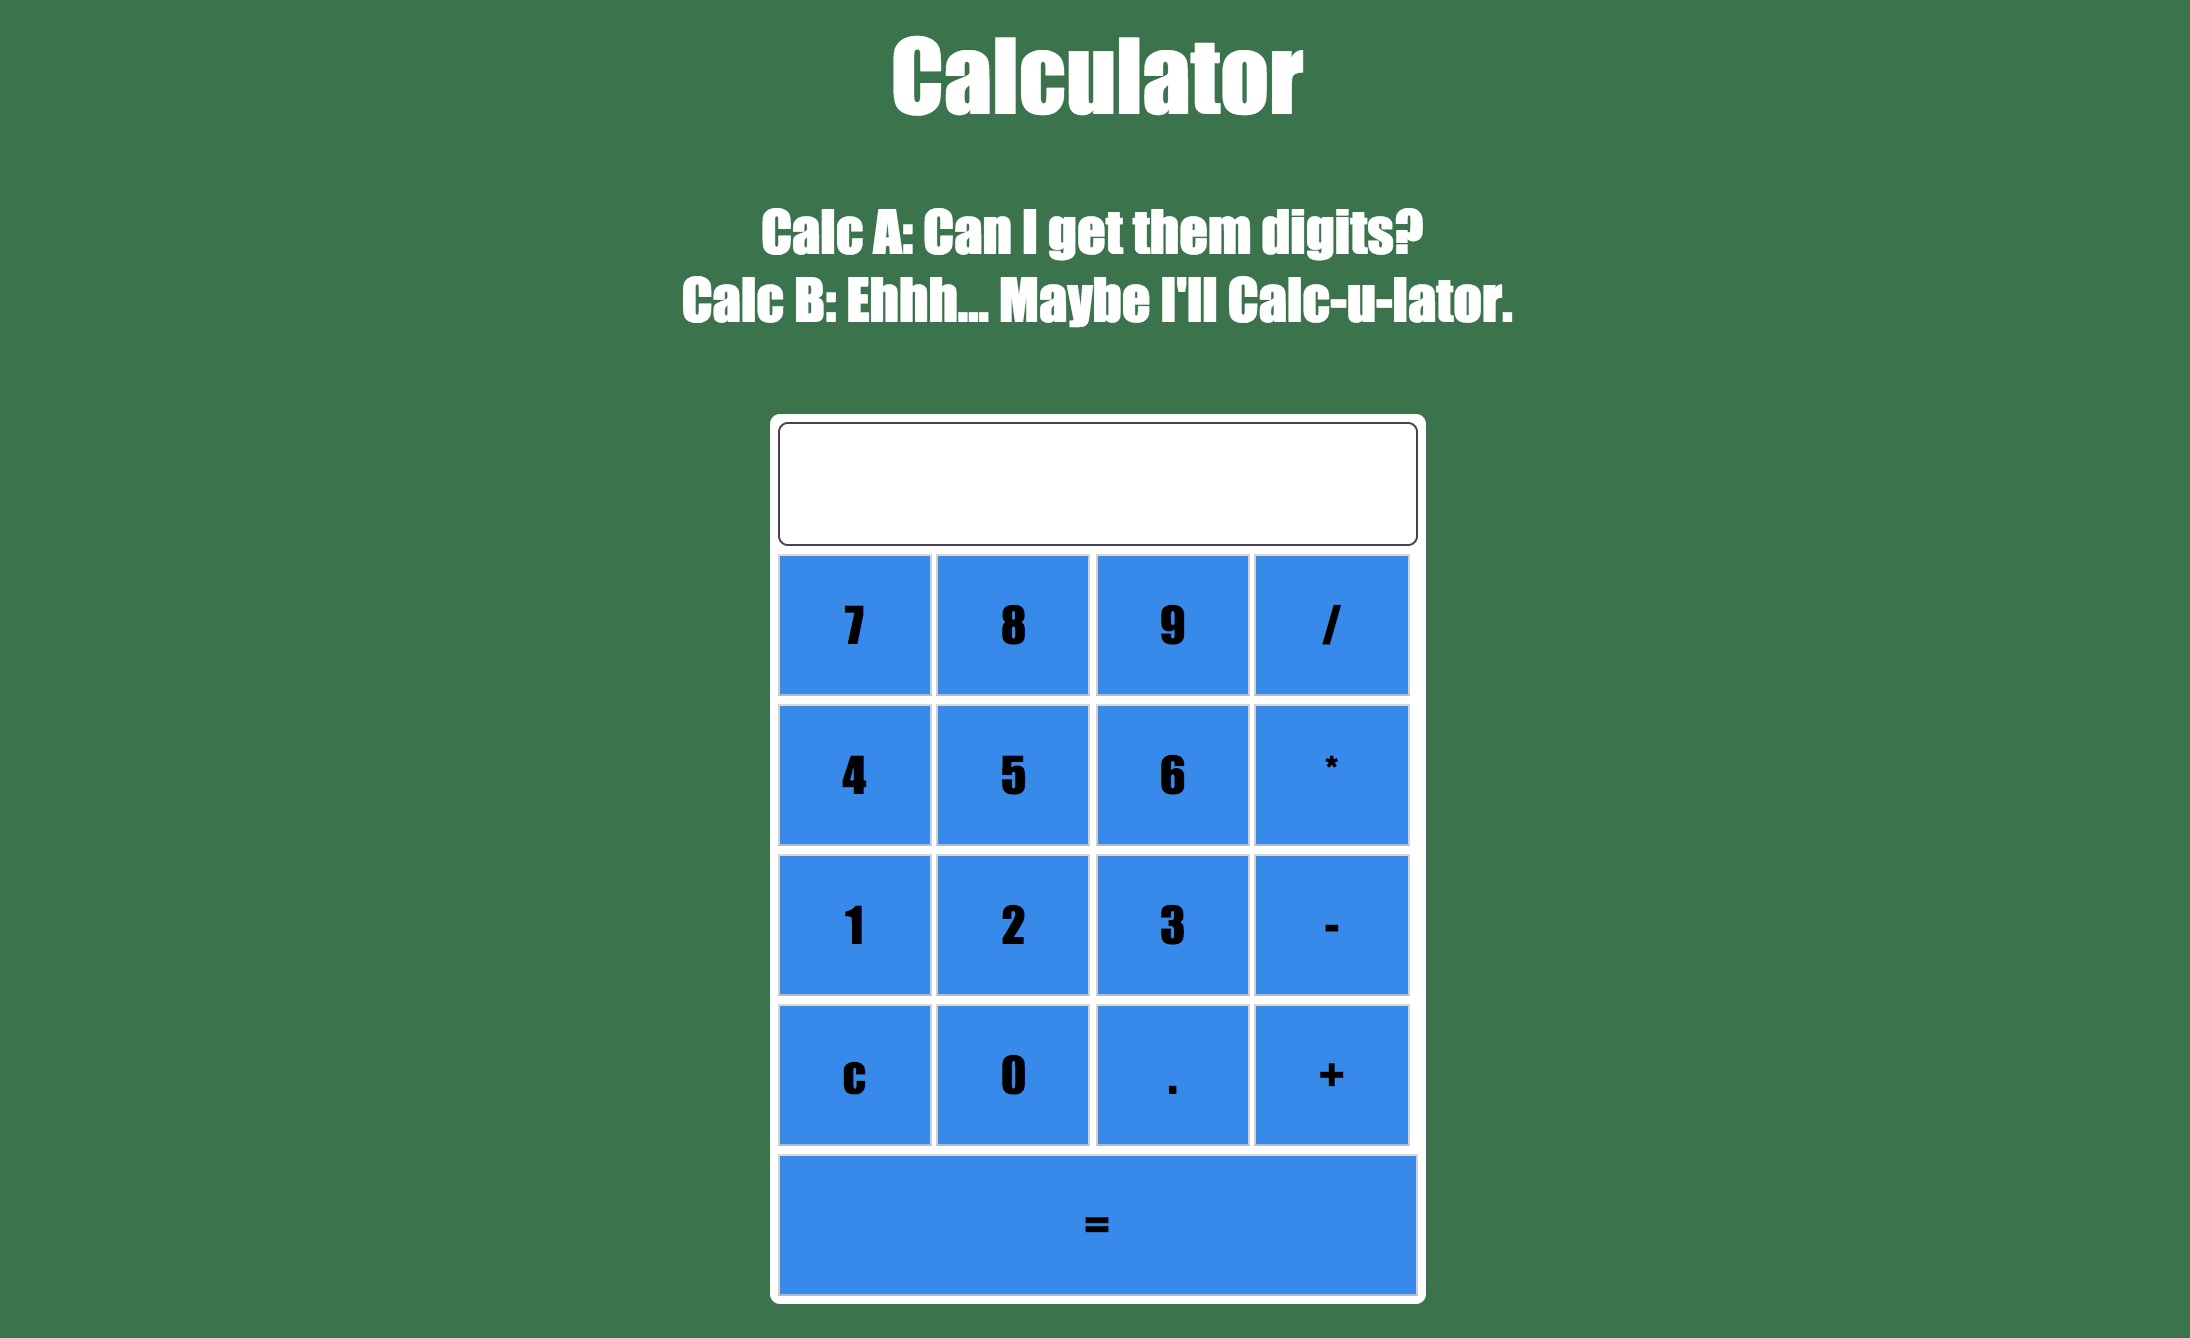 Calculator
Calc A: Can I get them digits?
Calc B: Ehhh... Maybe I'll Calc-u-lator.
7 8 9 /
4 5 6 *
1 2 3 -
c 0 . +
=